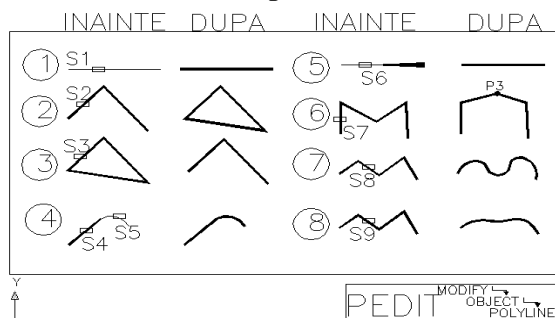 INAINTE DUPA INAINTE DUPA
1 S1 5 S6
2 S2 6 S7 P3
3 S3 7 S8
4 S4 S5 8 S9
Y
PEDIT MODIFY
OBJECT
POLYLINE